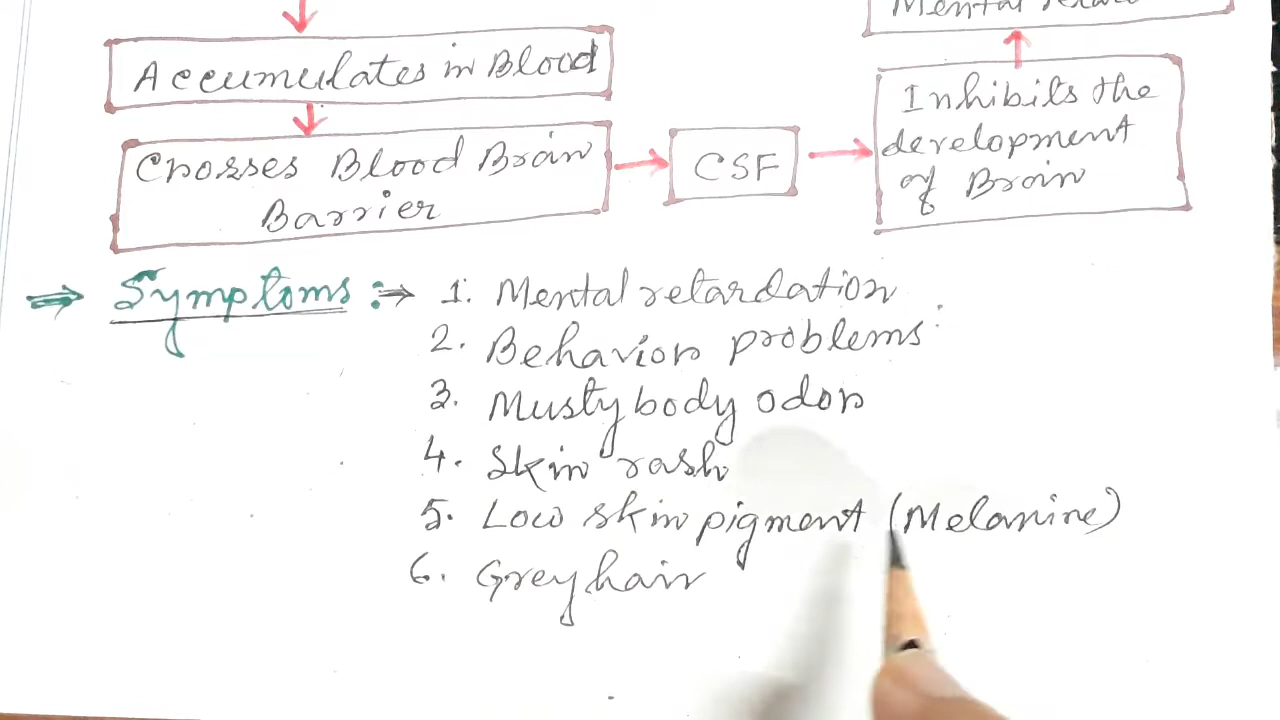 Mental
Accumulates in Blood
Crosses Blood Brain
Barrier
CSF
Inhibits the
development
of Brain
⇒ Symptoms :→ 1. Mental retardation
2. Behavior problems
3. Musty body odor
4. Skin rash
5. Low skin pigment (Melanine)
6. Grey hair